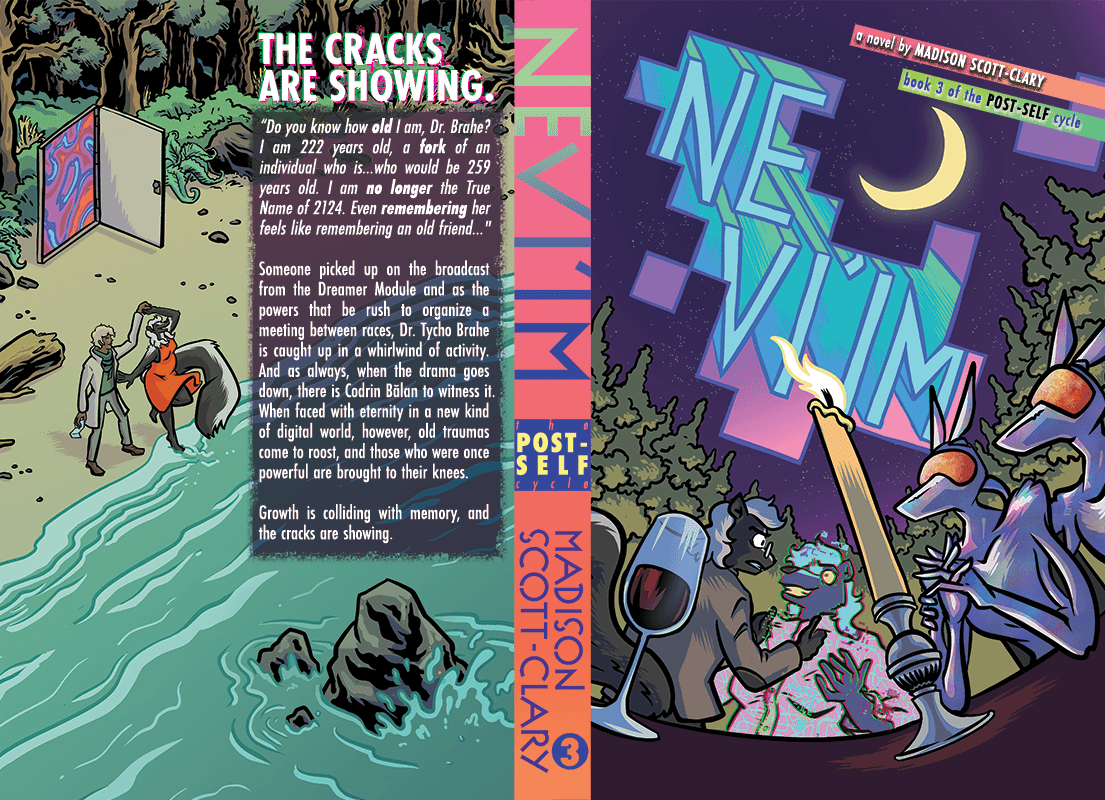 THE CRACKS
ARE SHOWING.
“Do you know how old I am, Dr. Brahe?
I am 222 years old, a fork of an
individual who is...who would be 259
years old. I am no longer the True
Name of 2124. Even remembering her
feels like remembering an old friend..."
Someone picked up on the broadcast
from the Dreamer Module and as the
powers that be rush to organize a
meeting between races, Dr. Tycho Brahe
is caught up in a whirlwind of activity.
And as always, when the drama goes
down, there is Codrin Bălan to witness it.
When faced with eternity in a new kind
of digital world, however, old traumas
come to roost, and those who were once
powerful are brought to their knees.
Growth is colliding with memory, and
the cracks are showing.
NEVI'IM
the
POST-
SELF
cycle
MADISON
SCOTT-CLARY
3
a novel by MADISON SCOTT-CLARY
book 3 of the POST-SELF cycle
NE
VI'IM